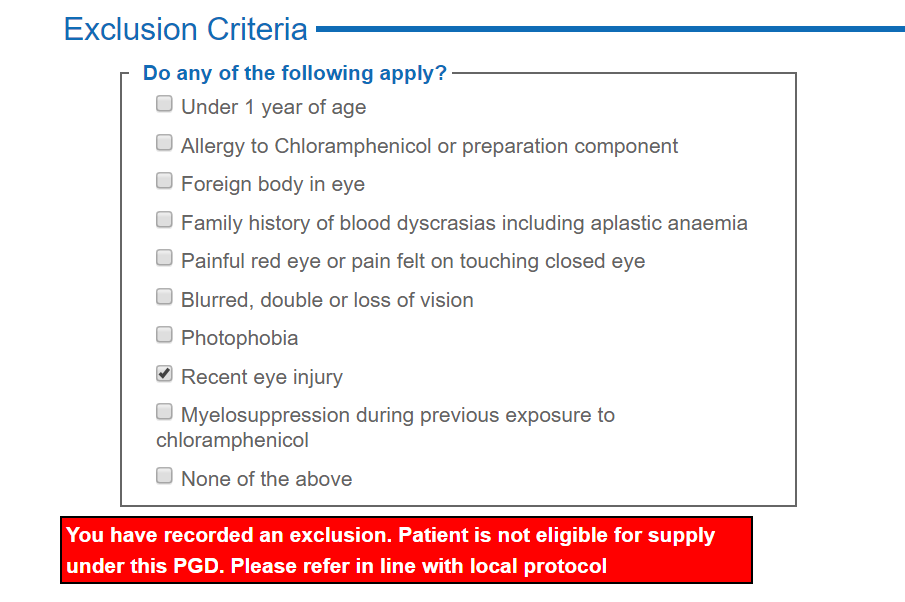 Exclusion Criteria
Do any of the following apply?
Under 1 year of age
Allergy to Chloramphenicol or preparation component
Foreign body in eye
Family history of blood dyscrasias including aplastic anaemia
Painful red eye or pain felt on touching closed eye
Blurred, double or loss of vision
Photophobia
Recent eye injury
Myelosuppression during previous exposure to
chloramphenicol
None of the above
You have recorded an exclusion. Patient is not eligible for supply
under this PGD. Please refer in line with local protocol